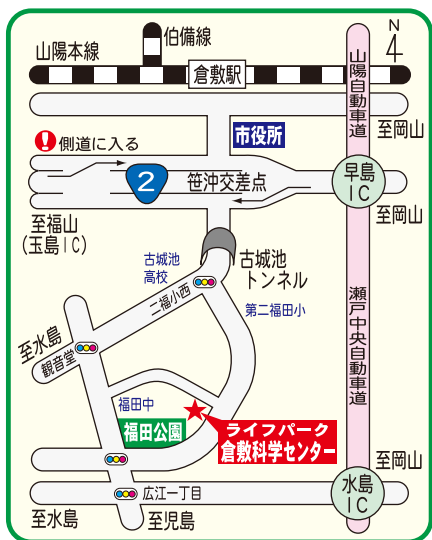 伯備線
N
山陽本線
倉敷駅
山陽自動車道
市役所
至岡山
側道に入る
2
笹沖交差点
早島
IC
至岡山
至福山
(玉島IC)
古城池
高校
古城池
トンネル
二福小西
第二福田小
瀬戸中央自動車道
至水島
観音堂
福田中
福田公園
ライフパーク
倉敷科学センター
至岡山
水島
IC
広江一丁目
至水島
至児島